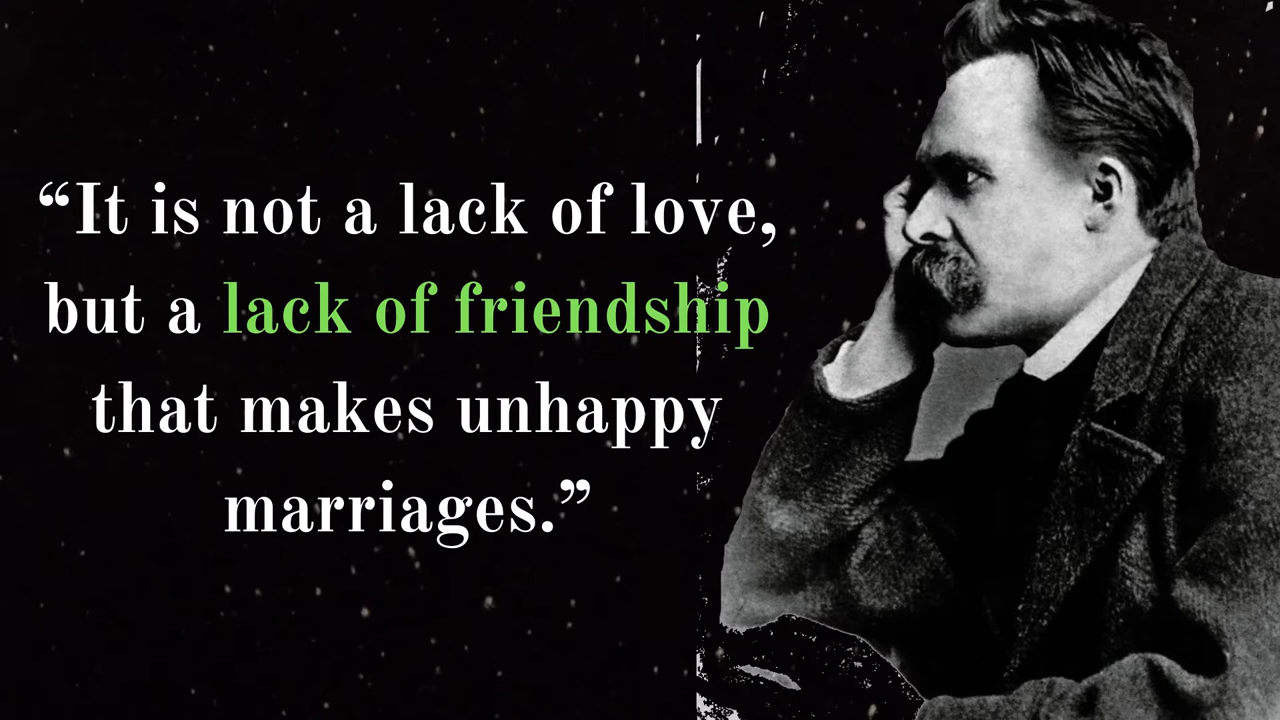 “It is not a lack of love,
but a lack of friendship
that makes unhappy
marriages.”